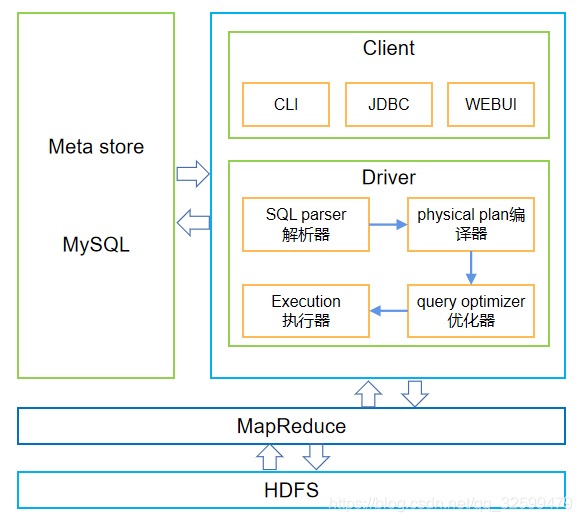 Meta store
MySQL
Client
CLI
JDBC
WEBUI
Driver
SQL parser
解析器
physical plan编
译器
Execution
执行器
query optimizer
优化器
MapReduce
HDFS
https://blog.csdn.net/qq_32599479